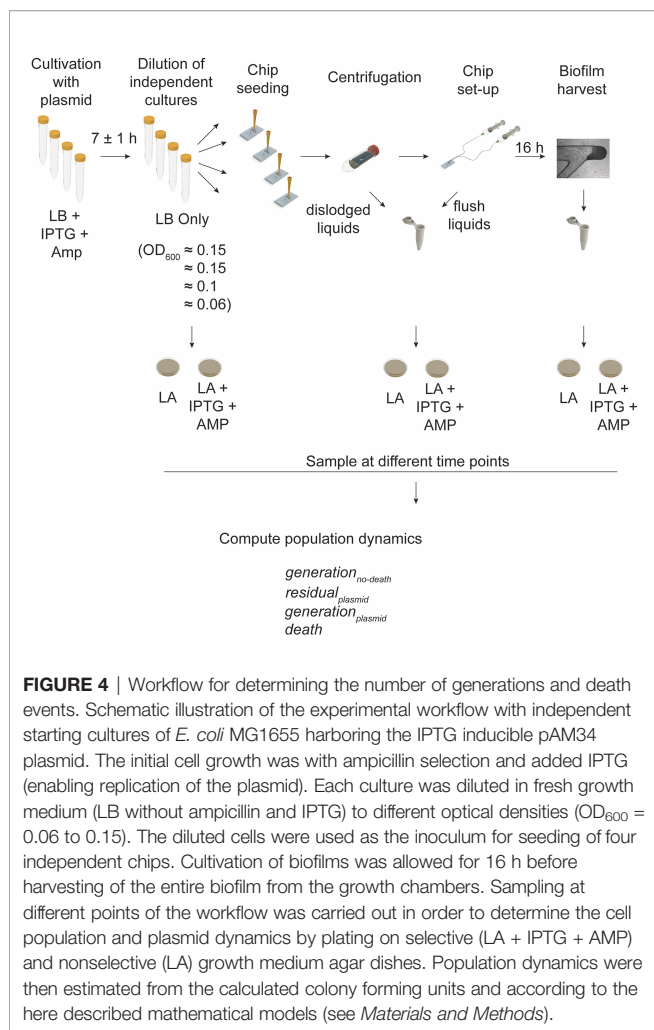 Cultivation
with
plasmid
Dilution of
independent
cultures
Chip
seeding
Centrifugation
Chip
set-up
Biofilm
harvest
7 ± 1 h
16 h
LB +
IPTG +
Amp
LB Only
(OD600 ≈ 0.15
≈ 0.15
≈ 0.1
≈ 0.06)
dislodged
liquids
flush
liquids
LA
LA +
IPTG +
AMP
LA
LA +
IPTG +
AMP
LA
LA +
IPTG +
AMP
Sample at different time points
Compute population dynamics
generation no-death
residual plasmid
generation plasmid
death
FIGURE 4 | Workflow for determining the number of generations and death
events. Schematic illustration of the experimental workflow with independent
starting cultures of E. coli MG1655 harboring the IPTG inducible pAM34
plasmid. The initial cell growth was with ampicillin selection and added IPTG
(enabling replication of the plasmid). Each culture was diluted in fresh growth
medium (LB without ampicillin and IPTG) to different optical densities (OD600 =
0.06 to 0.15). The diluted cells were used as the inoculum for seeding of four
independent chips. Cultivation of biofilms was allowed for 16 h before
harvesting of the entire biofilm from the growth chambers. Sampling at
different points of the workflow was carried out in order to determine the cell
population and plasmid dynamics by plating on selective (LA + IPTG + AMP)
and nonselective (LA) growth medium agar dishes. Population dynamics were
then estimated from the calculated colony forming units and according to the
here described mathematical models (see Materials and Methods).